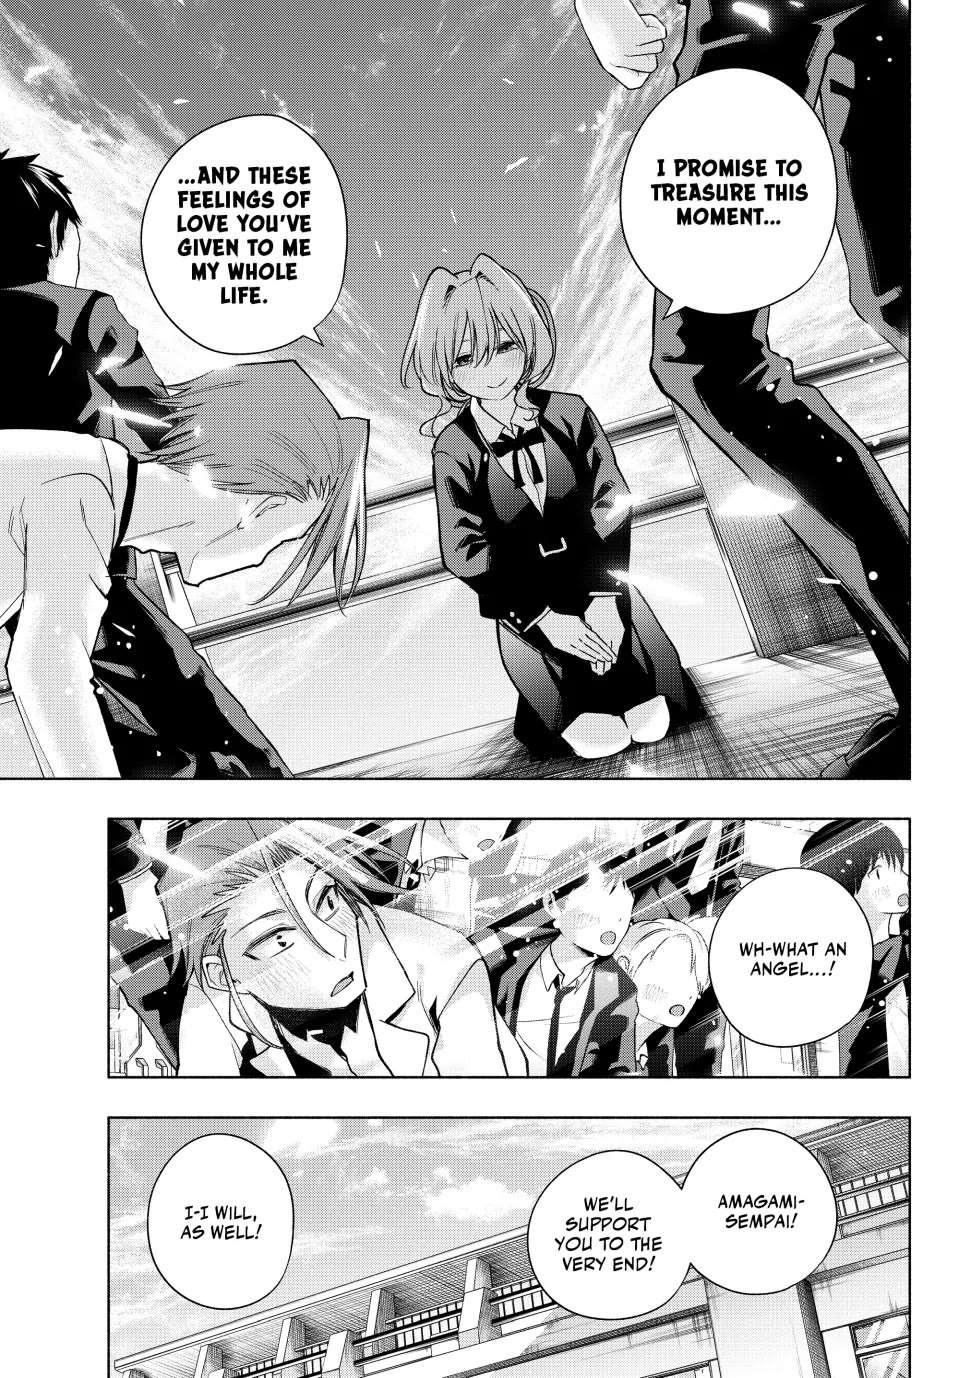 I PROMISE TO
TREASURE THIS
MOMENT...
...AND THESE
FEELINGS OF
LOVE YOU'VE
GIVEN TO ME
MY WHOLE
LIFE.
WH-WHAT AN
ANGEL...!
AMAGAMI-
SEMPAI!
WE'LL
SUPPORT
YOU TO THE
VERY END!
I-I WILL,
AS WELL!